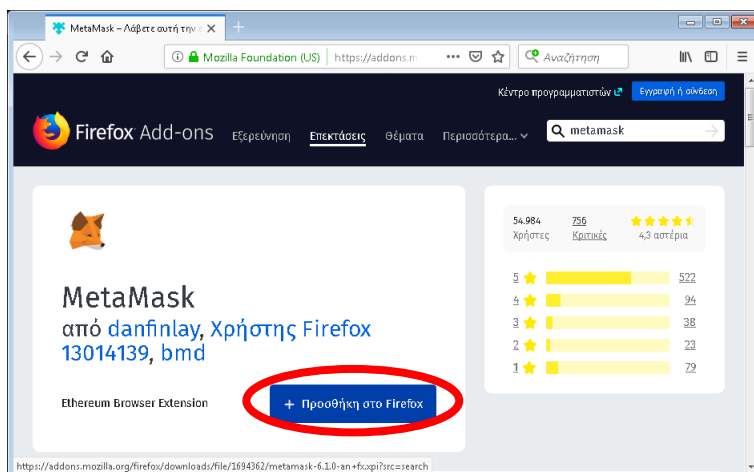 MetaMask – Λάβετε αυτή την ε
Mozilla Foundation (US) https://addons.m
Αναζήτηση
Κέντρο προγραμματιστών Εγγραφή ή σύνδεση
Firefox Add-ons Εξερεύνηση Επεκτάσεις Θέματα Περισσότερα... metamask
54.984 756
Χρήστες Κριτικές 4,3 αστέρια
5 522
4 94
3 38
2 23
1 79
MetaMask
από danfinlay, Χρήστης Firefox
13014139, bmd
Ethereum Browser Extension
+ Προσθήκη στο Firefox
https://addons.mozilla.org/firefox/downloads/file/1694362/metamask-6.1.0-an+fx.xpi?src=search